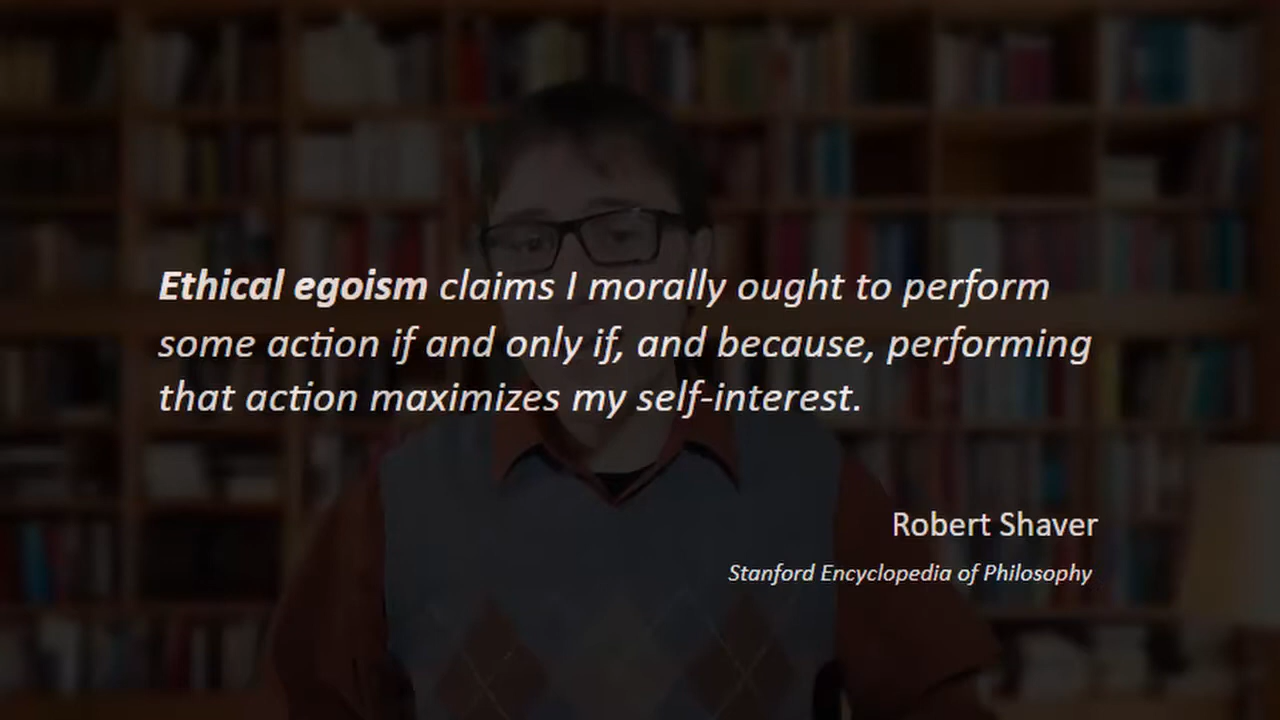 Ethical egoism claims I morally ought to perform
some action if and only if, and because, performing
that action maximizes my self-interest.
Robert Shaver
Stanford Encyclopedia of Philosophy